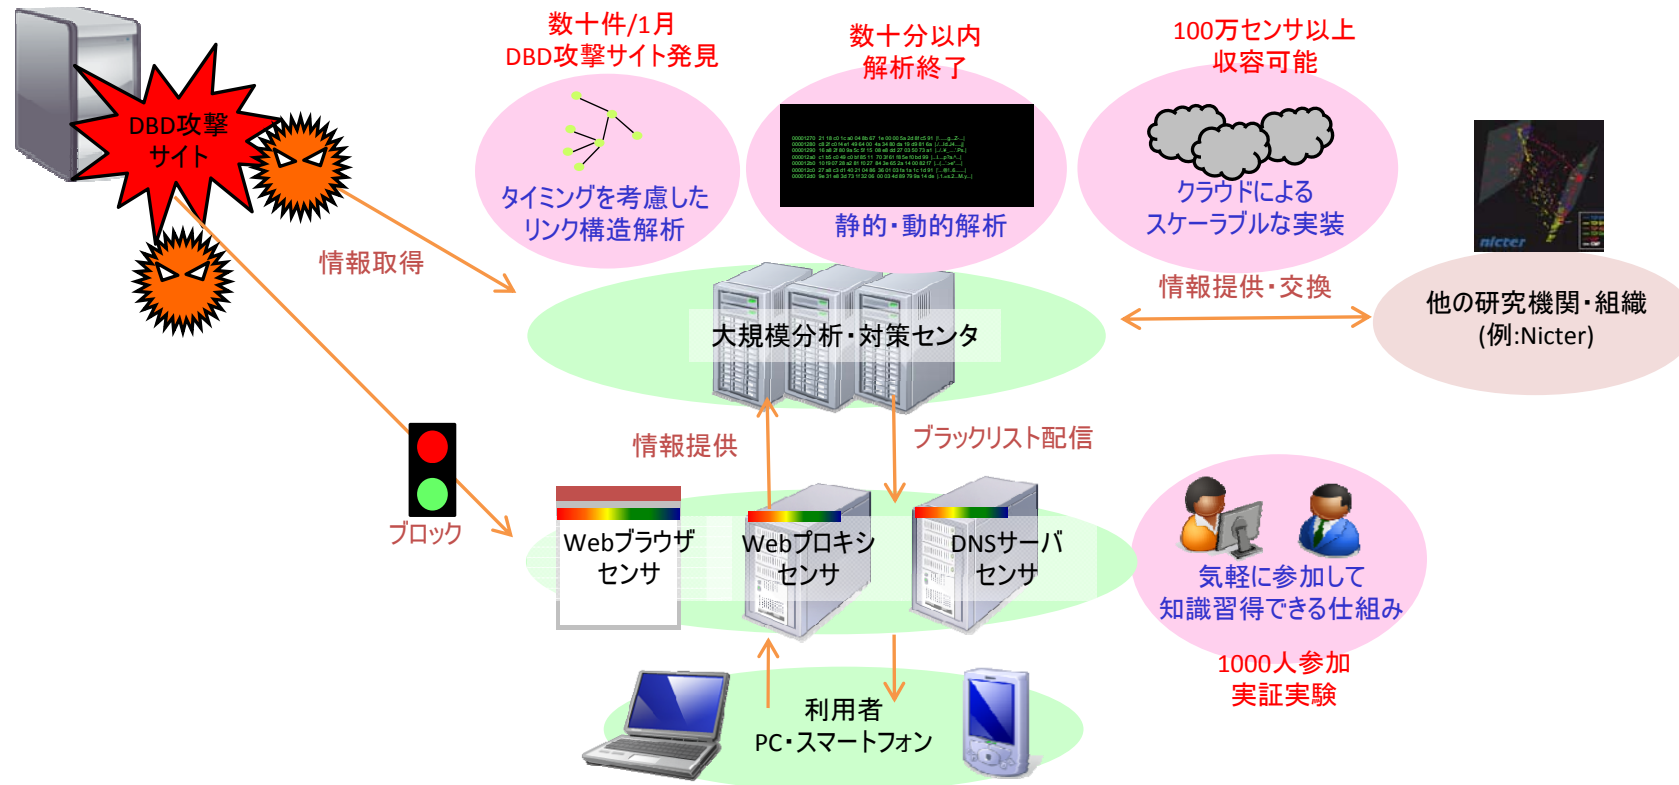 数十件/1月
DBD攻撃サイト発見
数十分以内
解析終了
100万センサ以上
収容可能
DBD攻撃
サイト
タイミングを考慮した
リンク構造解析
静的・動的解析
クラウドによる
スケーラブルな実装
nicter
情報取得
情報提供・交換
他の研究機関・組織
(例:Nicter)
大規模分析・対策センタ
情報提供
ブラックリスト配信
ブロック
Webブラウザ
センサ
Webプロキシ
センサ
DNSサーバ
センサ
気軽に参加して
知識習得できる仕組み
1000人参加
実証実験
利用者
PC・スマートフォン